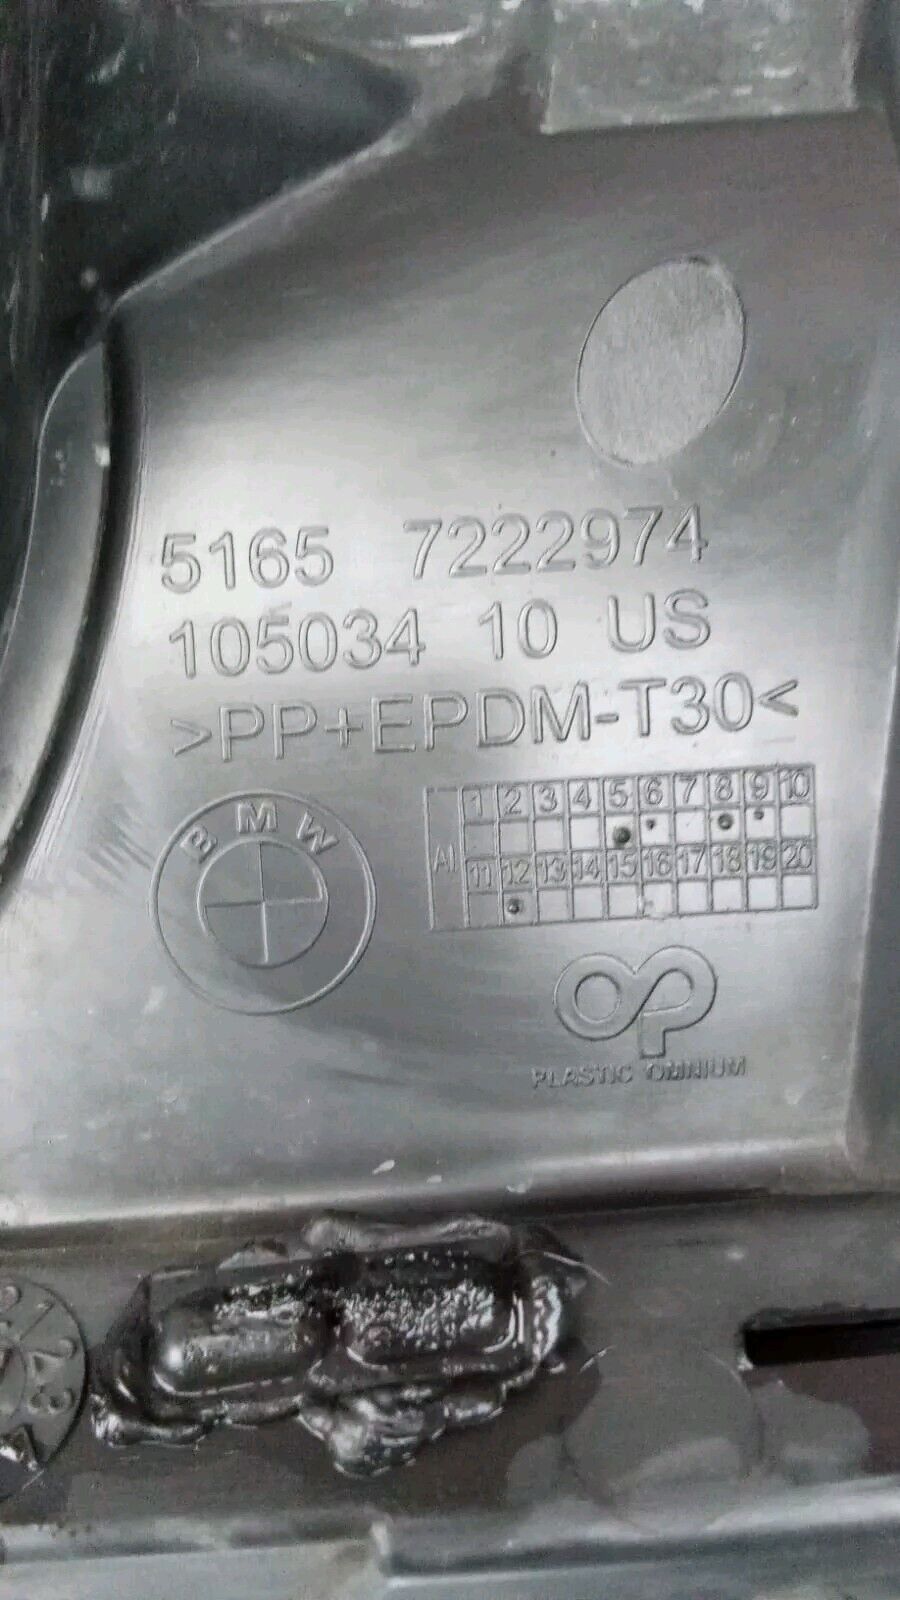 5165 7222974
105034 10 US
>PP+EPDM-T30<
BMW
AI 1 2 3 4 5 6 7 8 9 10
11 12 13 14 15 16 17 18 19 20
OP
PLASTIC OMNIUM